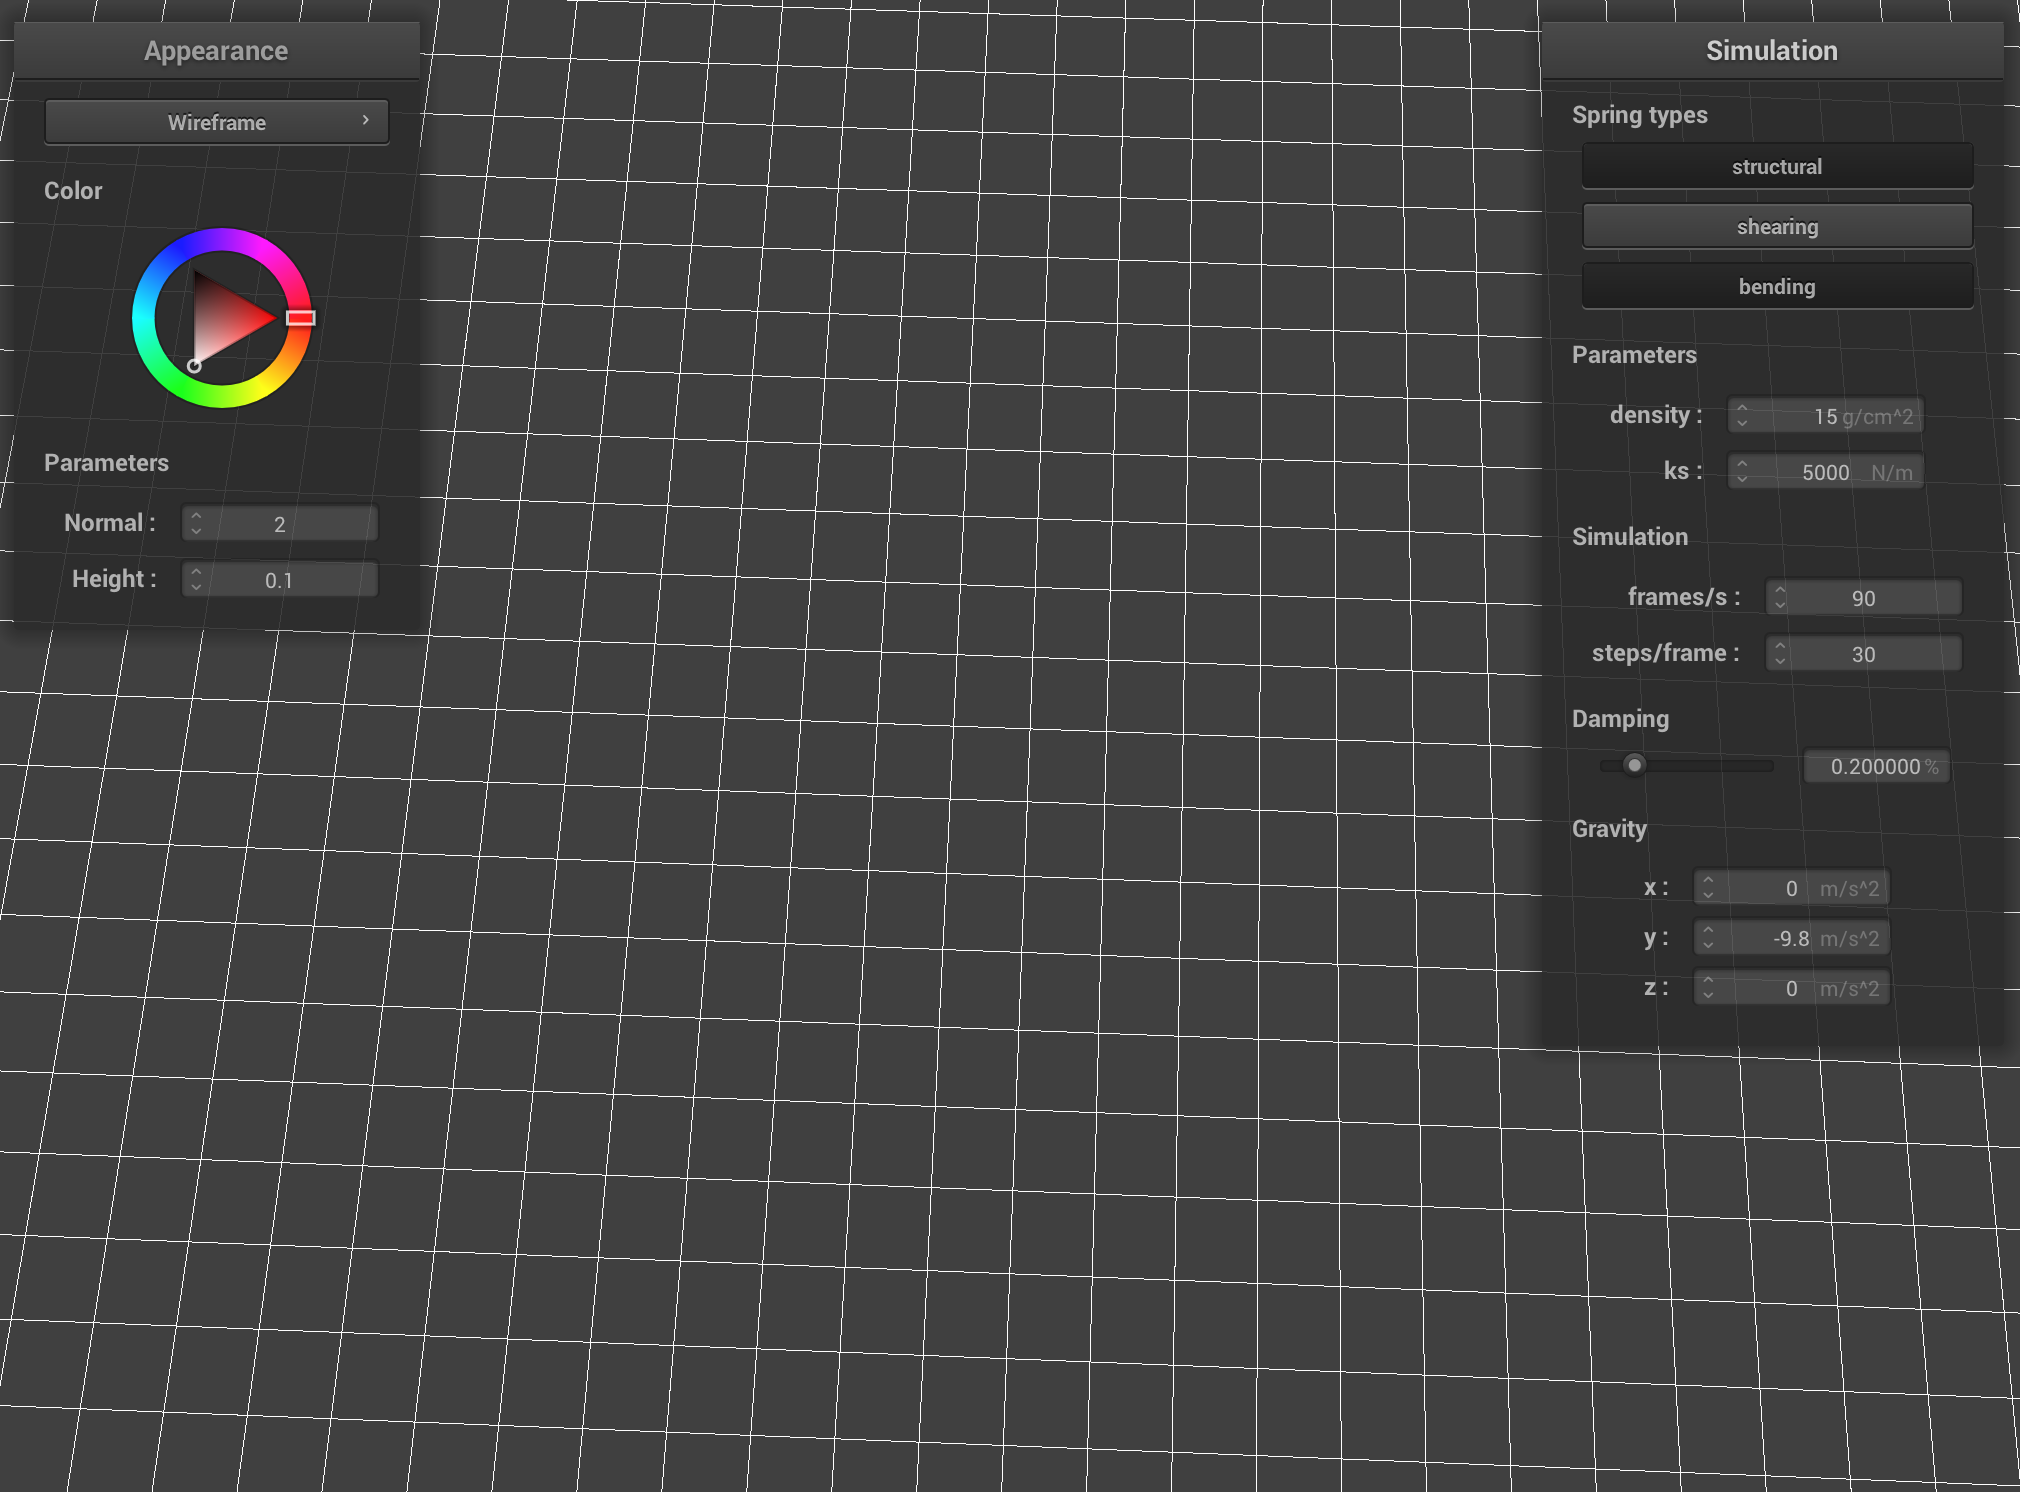 Appearance
Wireframe
Color
Parameters
Normal : 2
Height : 0.1
Simulation
Spring types
structural
shearing
bending
Parameters
density : 15 g/cm^2
ks : 5000 N/m
Simulation
frames/s : 90
steps/frame : 30
Damping
0.200000 %
Gravity
x : 0 m/s^2
y : -9.8 m/s^2
z : 0 m/s^2